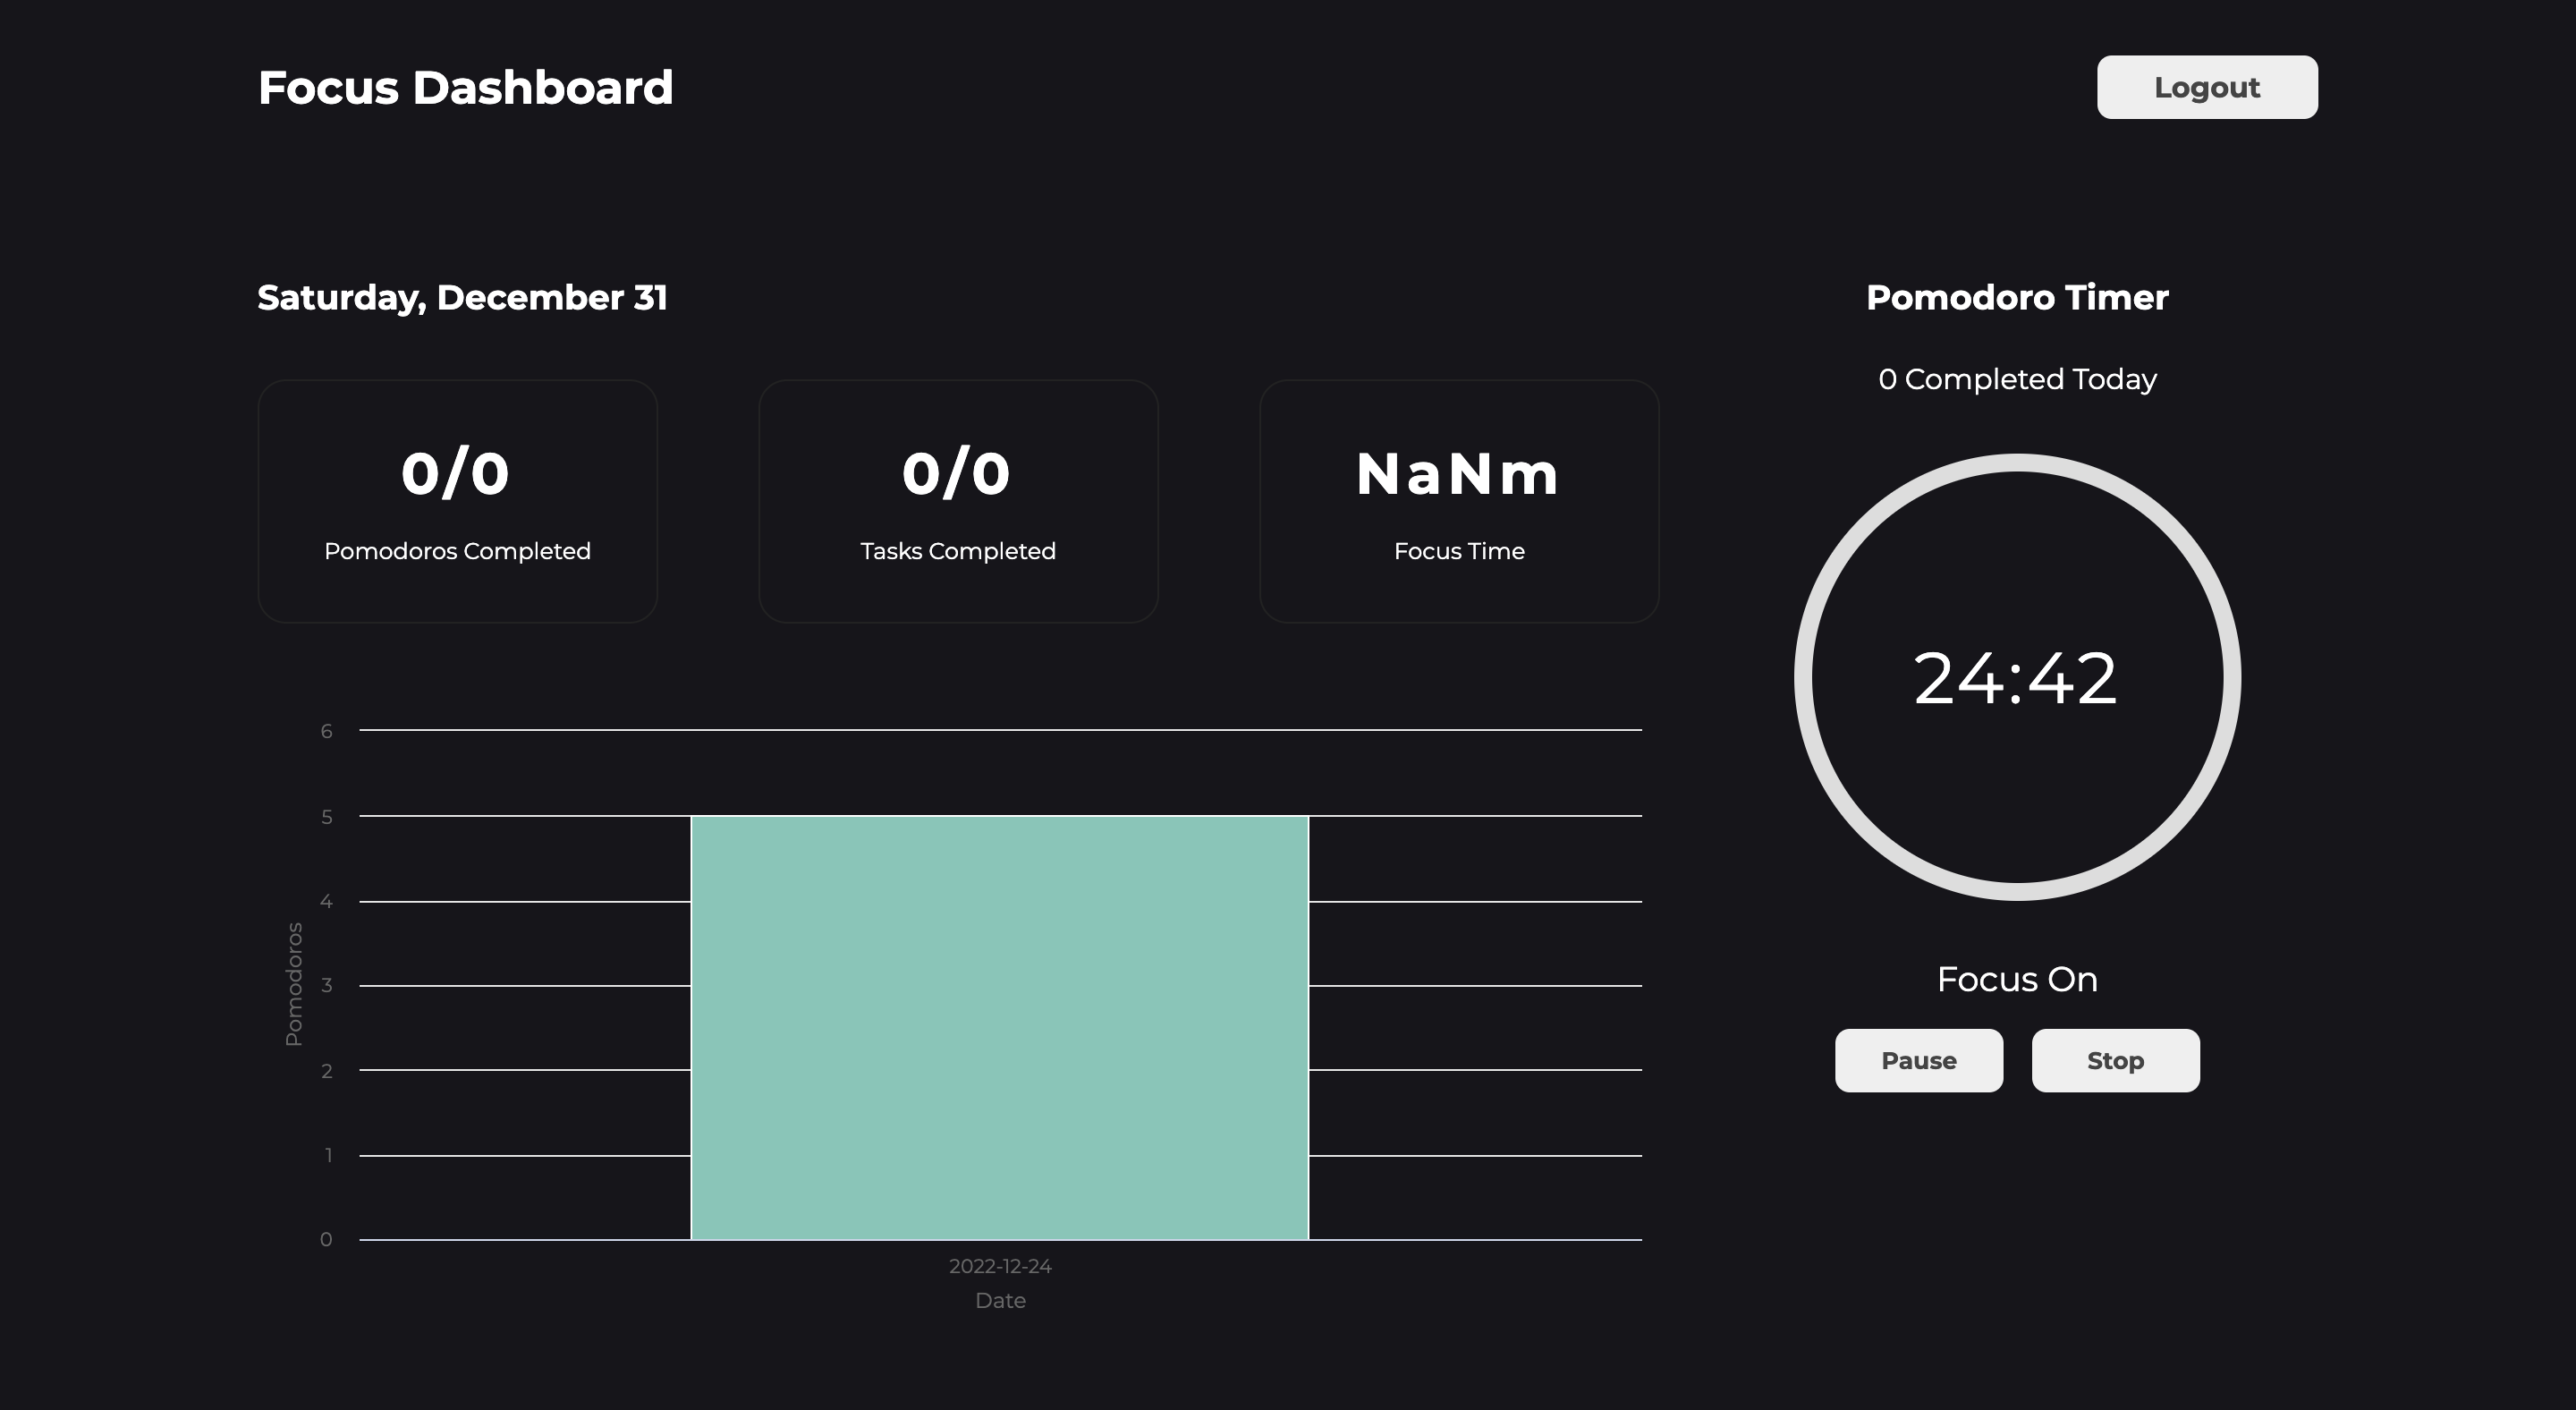 Focus Dashboard
Logout
Saturday, December 31
0/0
Pomodoros Completed
0/0
Tasks Completed
NaNm
Focus Time
6
5
4
3
2
1
0
Pomodoros
2022-12-24
Date
Pomodoro Timer
0 Completed Today
24:42
Focus On
Pause
Stop